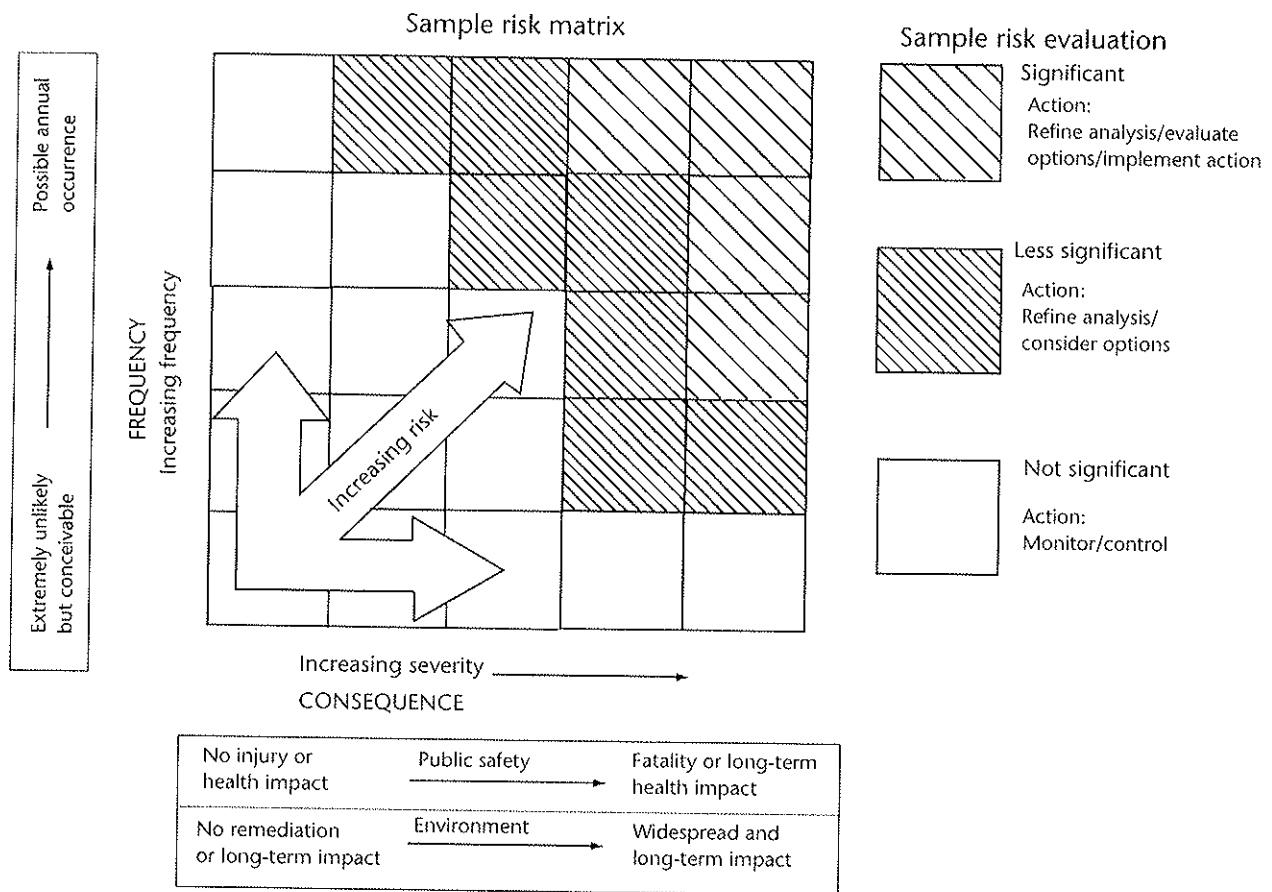 Sample risk matrix
Possible annual
occurrence
Extremely unlikely
but conceivable
FREQUENCY
Increasing frequency
Increasing risk
Increasing severity
CONSEQUENCE
No injury or
health impact
Public safety
Fatality or long-term
health impact
No remediation
or long-term impact
Environment
Widespread and
long-term impact
Sample risk evaluation
Significant
Action:
Refine analysis/evaluate
options/implement action
Less significant
Action:
Refine analysis/
consider options
Not significant
Action:
Monitor/control